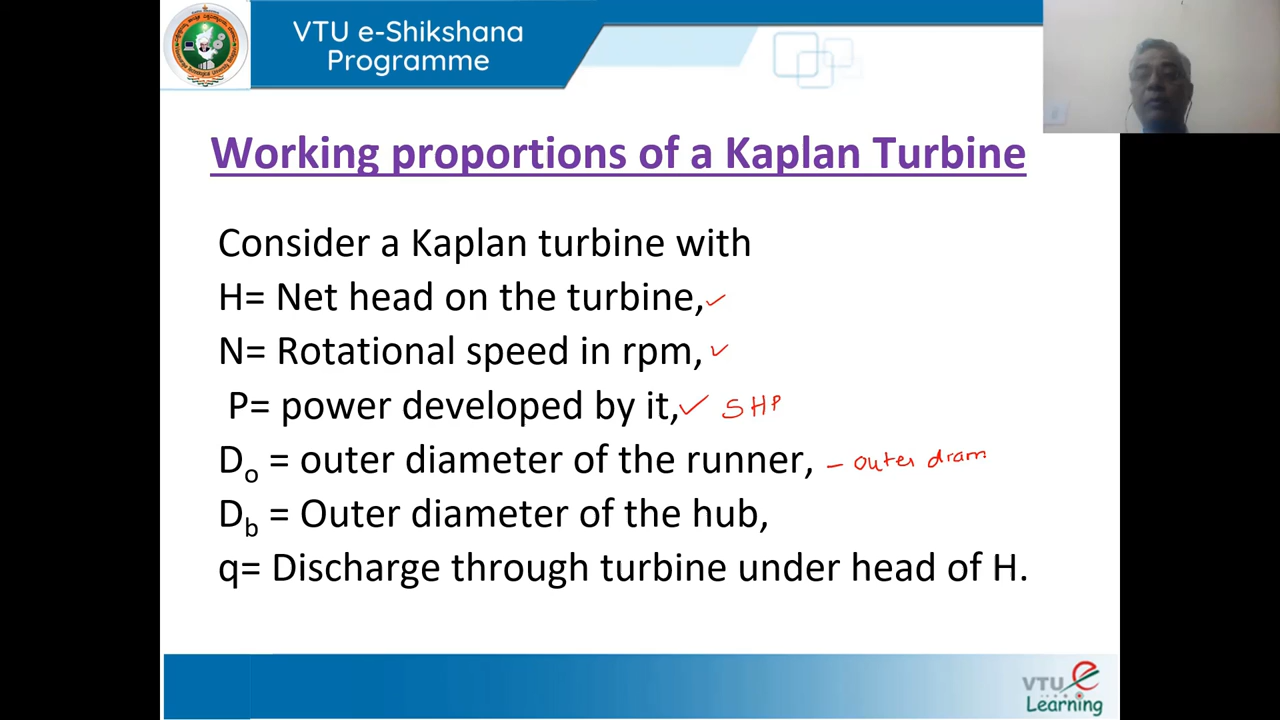 VTU e-Shikshana
Programme
Working proportions of a Kaplan Turbine
Consider a Kaplan turbine with
H= Net head on the turbine,
N= Rotational speed in rpm,
P= power developed by it, SHP
Do = outer diameter of the runner, – outer diam
Db = Outer diameter of the hub,
q= Discharge through turbine under head of H.
VTU e
Learning